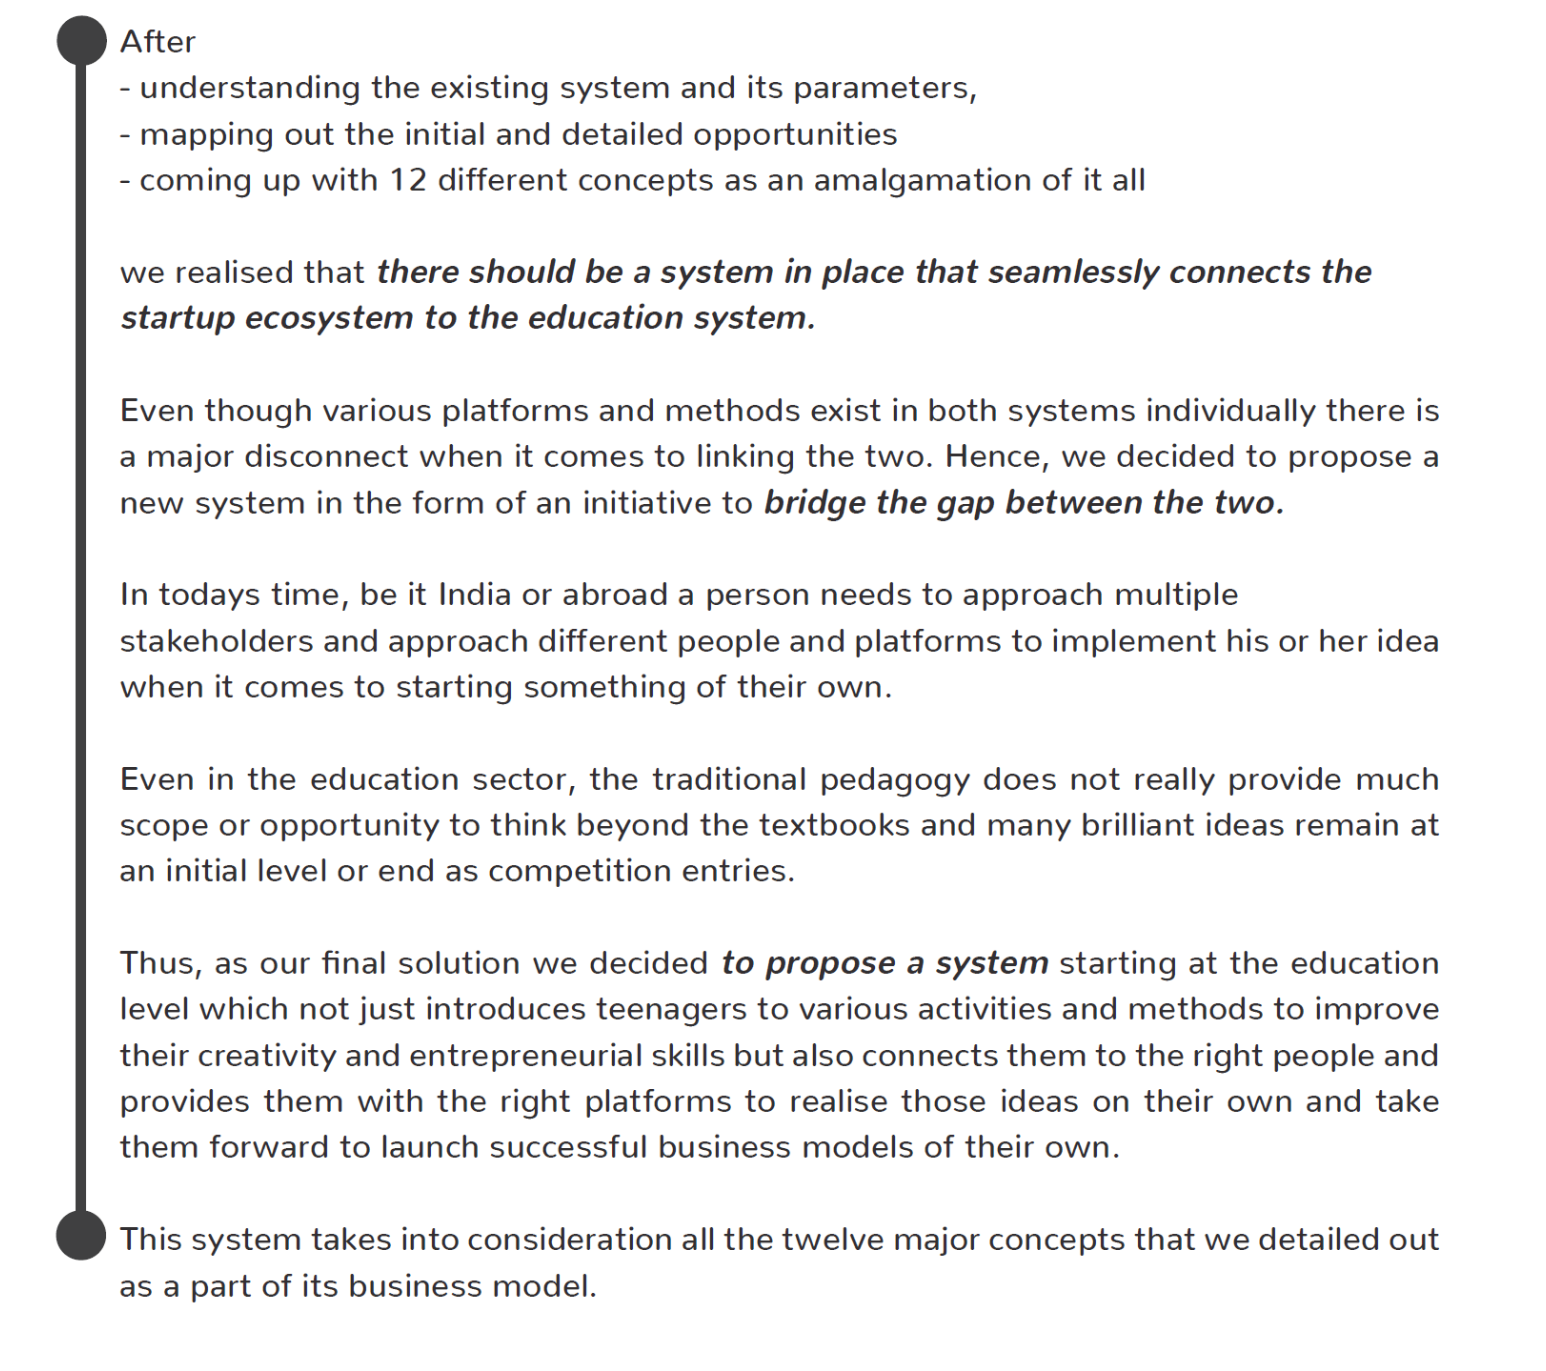 After
- understanding the existing system and its parameters,
- mapping out the initial and detailed opportunities
- coming up with 12 different concepts as an amalgamation of it all
we realised that there should be a system in place that seamlessly connects the
startup ecosystem to the education system.
Even though various platforms and methods exist in both systems individually there is
a major disconnect when it comes to linking the two. Hence, we decided to propose a
new system in the form of an initiative to bridge the gap between the two.
In todays time, be it India or abroad a person needs to approach multiple
stakeholders and approach different people and platforms to implement his or her idea
when it comes to starting something of their own.
Even in the education sector, the traditional pedagogy does not really provide much
scope or opportunity to think beyond the textbooks and many brilliant ideas remain at
an initial level or end as competition entries.
Thus, as our final solution we decided to propose a system starting at the education
level which not just introduces teenagers to various activities and methods to improve
their creativity and entrepreneurial skills but also connects them to the right people and
provides them with the right platforms to realise those ideas on their own and take
them forward to launch successful business models of their own.
This system takes into consideration all the twelve major concepts that we detailed out
as a part of its business model.